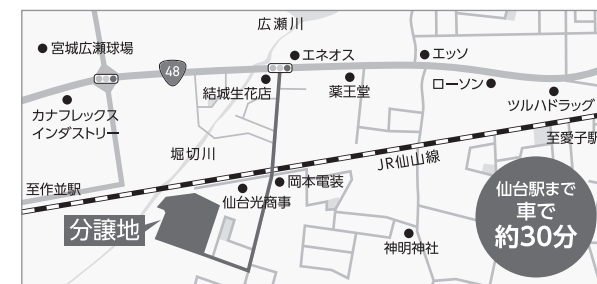 広瀬川
宮城広瀬球場
エネオス
エッソ
48
結城生花店
薬王堂
ローソン
ツルハドラッグ
カナフレックス
インダストリー
堀切川
JR仙山線
至愛子駅
至作並駅
岡本電装
仙台光商事
分譲地
神明神社
仙台駅まで
車で
約30分